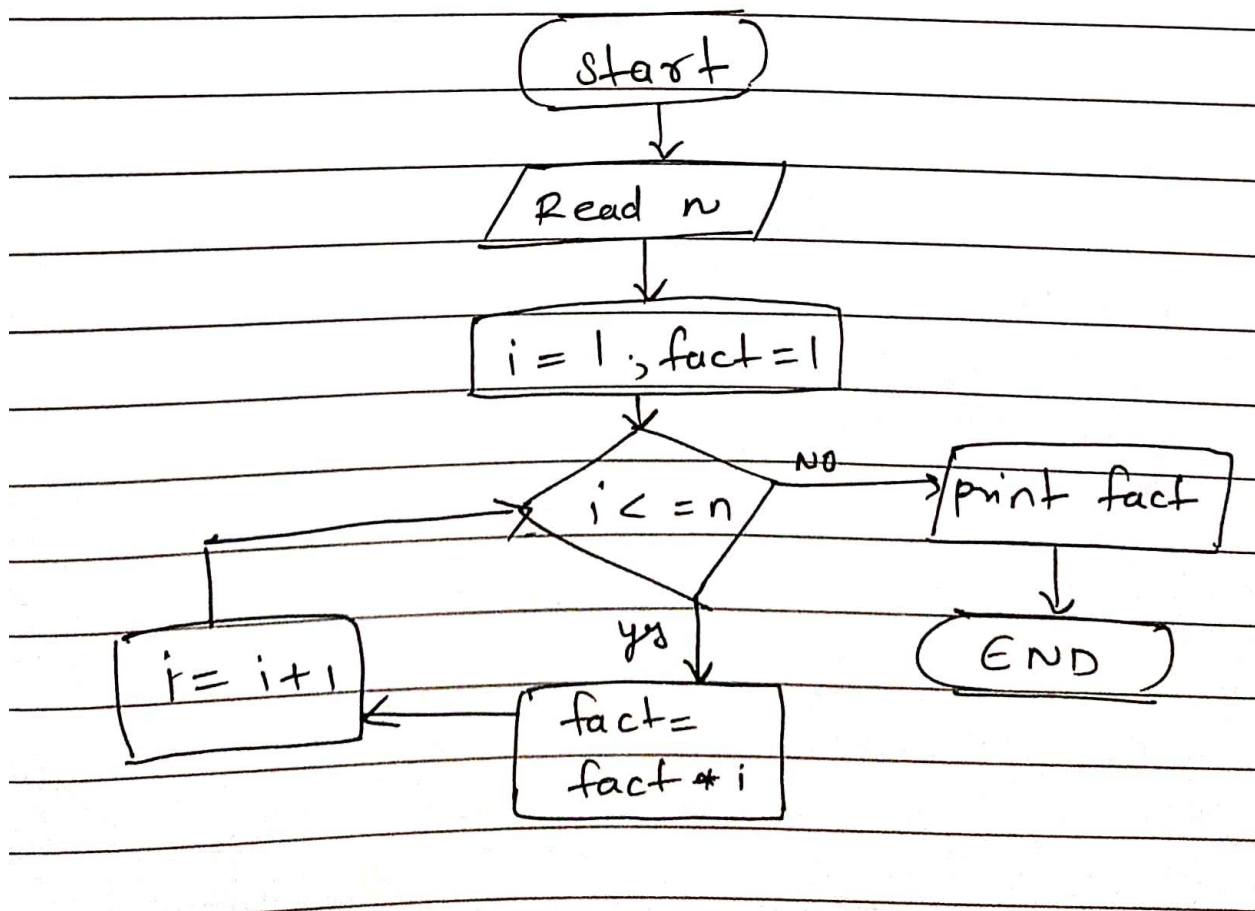 Start
Read n
i = 1 ; fact = 1
i < = n
NO
print fact
yes
END
i = i + 1
fact =
fact * i